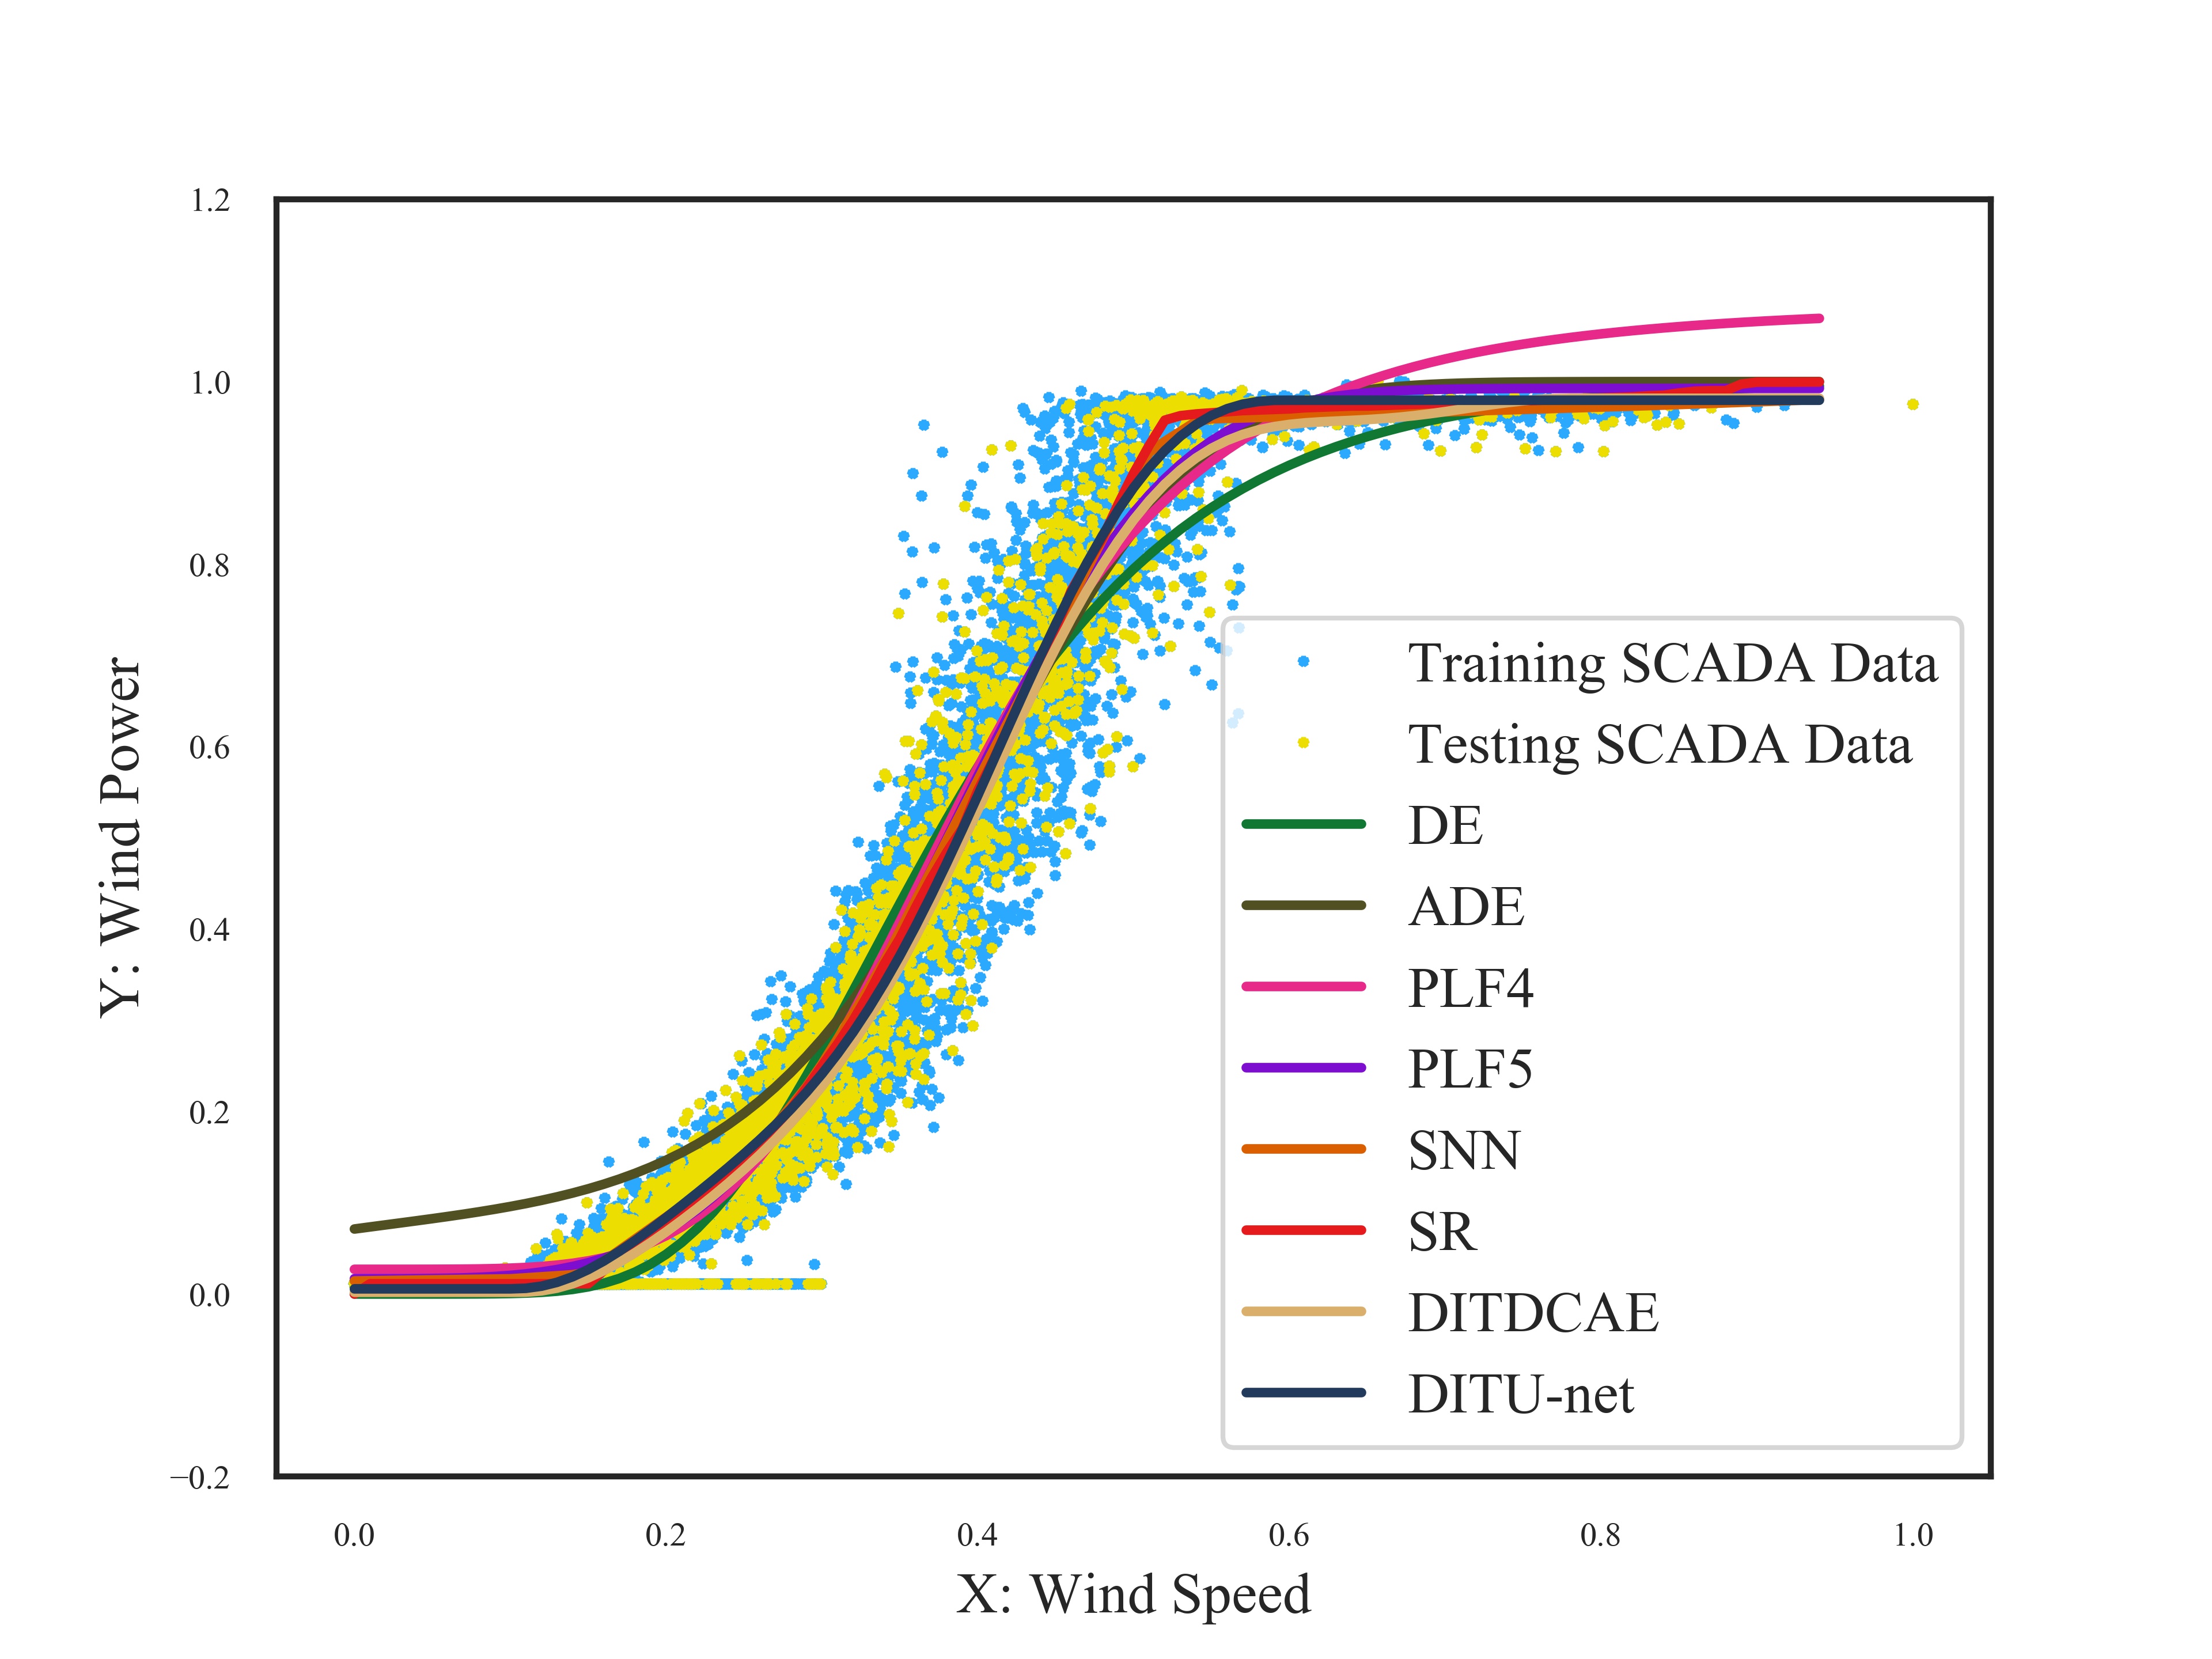 1.2
1.0
0.8
0.6
0.4
0.2
0.0
−0.2
Y: Wind Power
Training SCADA Data
Testing SCADA Data
DE
ADE
PLF4
PLF5
SNN
SR
DITDCAE
DITU-net
0.0 0.2 0.4 0.6 0.8 1.0
X: Wind Speed